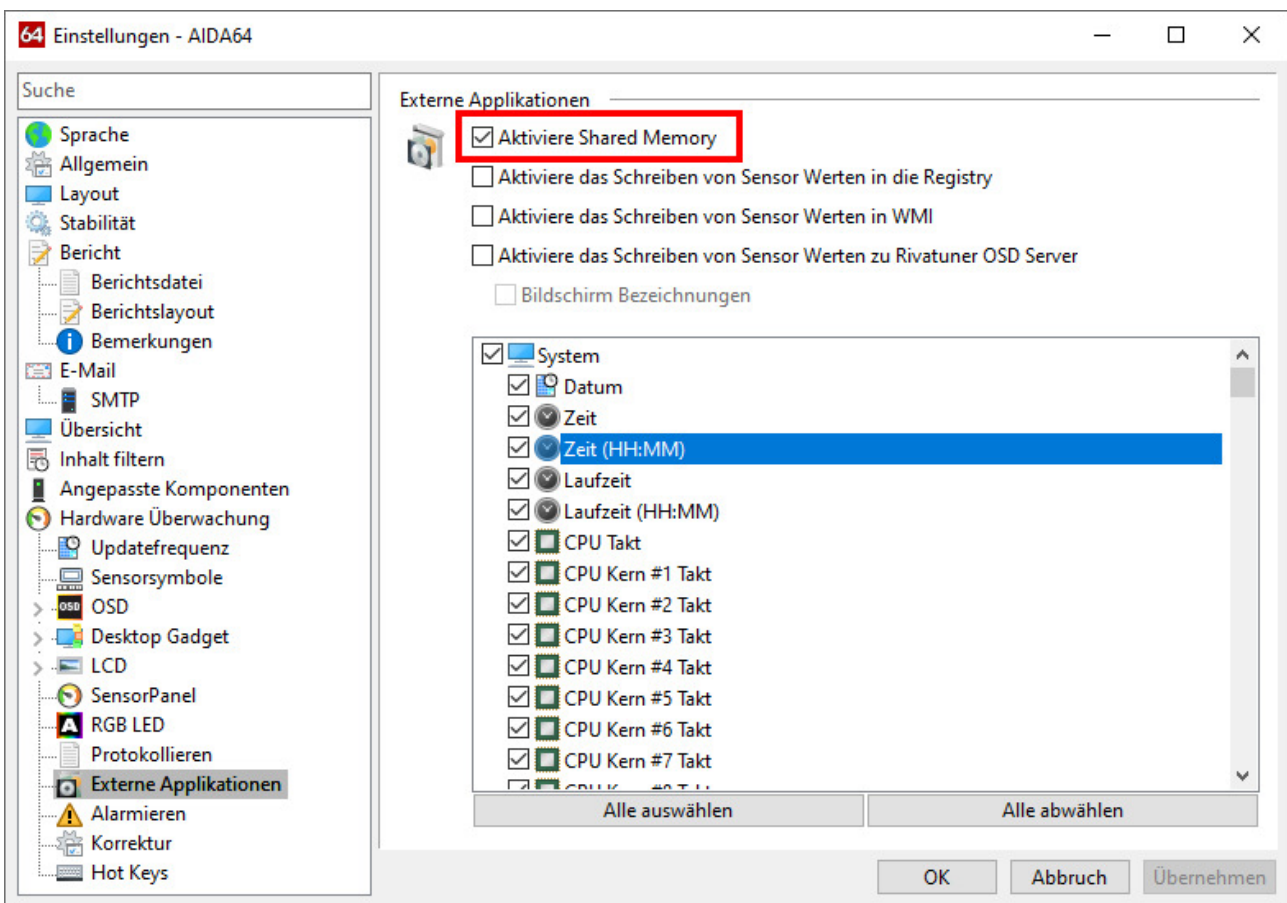 64 Einstellungen - AIDA64
Suche
Sprache
Allgemein
Layout
Stabilität
Bericht
Berichtsdatei
Berichtslayout
Bemerkungen
E-Mail
SMTP
Übersicht
Inhalt filtern
Angepasste Komponenten
Hardware Überwachung
Updatefrequenz
Sensorsymbole
OSD OSD
Desktop Gadget
LCD
SensorPanel
A RGB LED
Protokollieren
Externe Applikationen
Alarmieren
Korrektur
Hot Keys
Externe Applikationen
Aktiviere Shared Memory
Aktiviere das Schreiben von Sensor Werten in die Registry
Aktiviere das Schreiben von Sensor Werten in WMI
Aktiviere das Schreiben von Sensor Werten zu Rivatuner OSD Server
Bildschirm Bezeichnungen
System
Datum
Zeit
Zeit (HH:MM)
Laufzeit
Laufzeit (HH:MM)
CPU Takt
CPU Kern #1 Takt
CPU Kern #2 Takt
CPU Kern #3 Takt
CPU Kern #4 Takt
CPU Kern #5 Takt
CPU Kern #6 Takt
CPU Kern #7 Takt
Alle auswählen
Alle abwählen
OK
Abbruch
Übernehmen